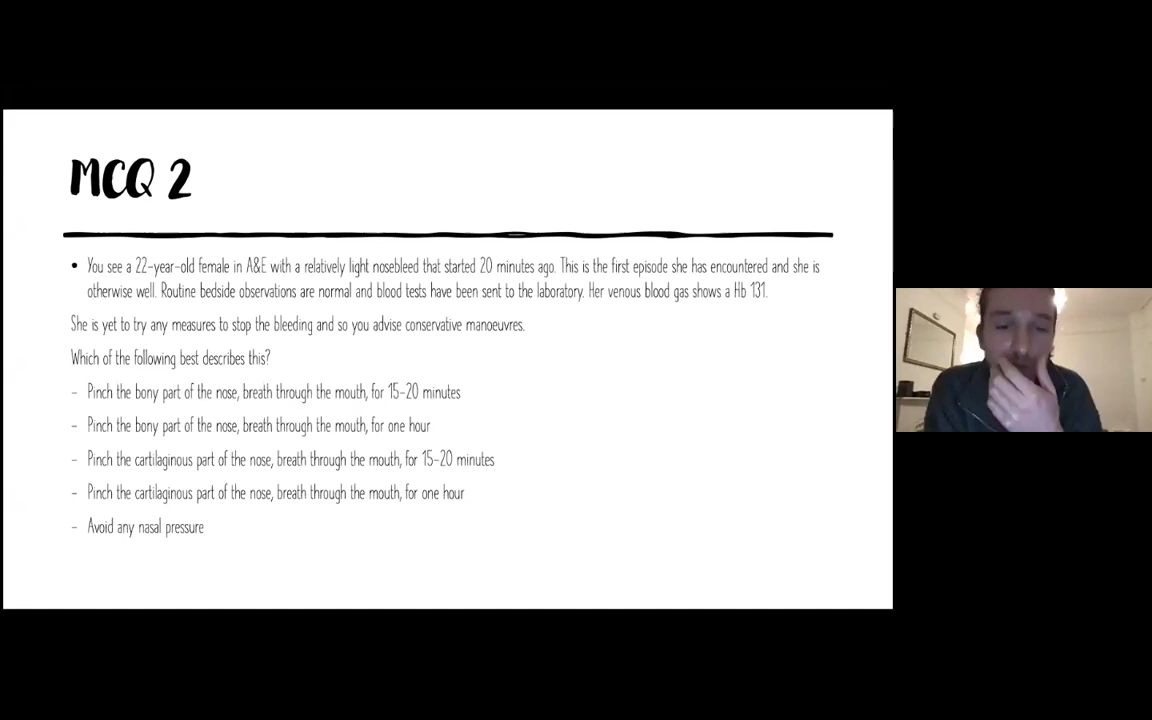 MCQ 2
• You see a 22-year-old female in A&E with a relatively light nosebleed that started 20 minutes ago. This is the first episode she has encountered and she is
otherwise well. Routine bedside observations are normal and blood tests have been sent to the laboratory. Her venous blood gas shows a Hb 131.
She is yet to try any measures to stop the bleeding and so you advise conservative manoeuvres.
Which of the following best describes this?
- Pinch the bony part of the nose, breath through the mouth, for 15-20 minutes
- Pinch the bony part of the nose, breath through the mouth, for one hour
- Pinch the cartilaginous part of the nose, breath through the mouth, for 15-20 minutes
- Pinch the cartilaginous part of the nose, breath through the mouth, for one hour
- Avoid any nasal pressure